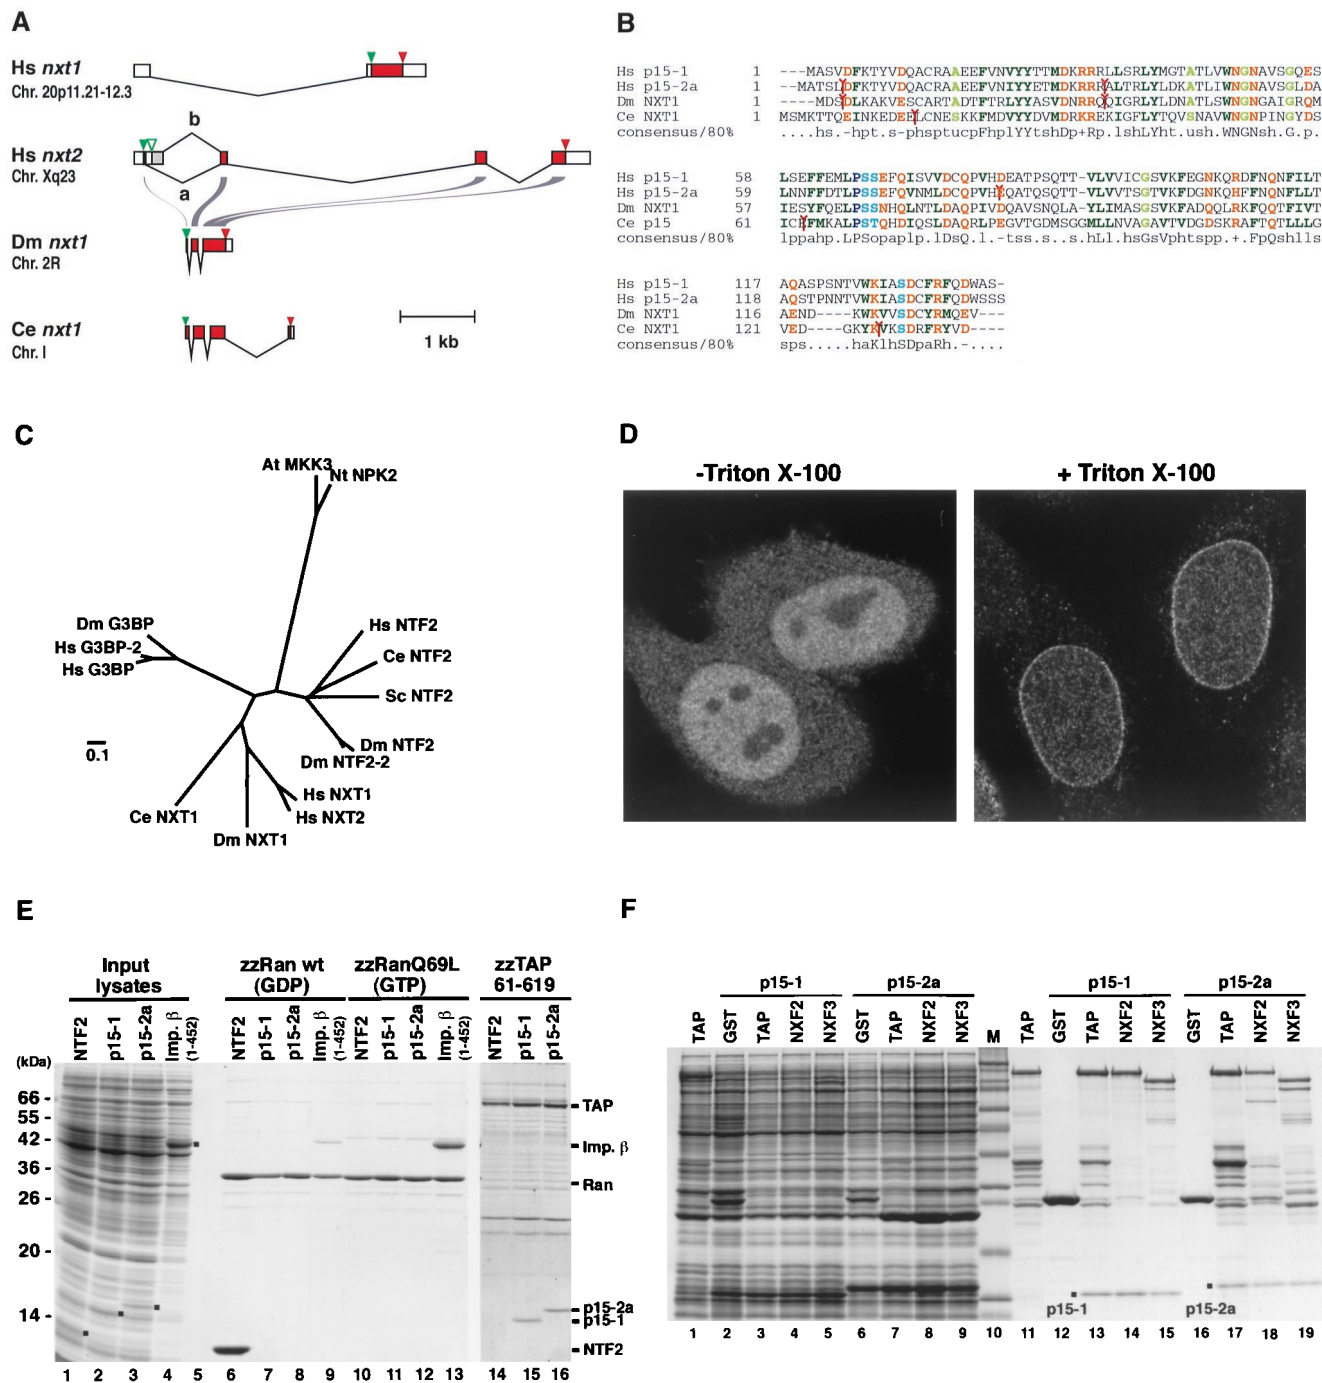 A
Hs nxt1
Chr. 20p11.21-12.3
b
Hs nxt2
Chr. Xq23
a
Dm nxt1
Chr. 2R
Ce nxt1
Chr. I
1 kb
B
Hs p15-1 1 ---MASVDFKTYVDQACRAAEEFVNVYYTTMDKRRRLLSRLYMGTATLVWNGNAVSGQES
Hs p15-2a 1 --MATSLDFKTYVDQACRAAEEFVNIYYETMDKRRRALTRLYLDKATLIWNGNAVSGLDA
Dm NXT1 1 ----MDSDLKAKVESCARTADTFTRLYYASVDNRRQQIGRLYLDNATLSWNGNGAIGRQM
Ce NXT1 1 MSMKTTQEINKEDEELCNESKKFMDVYYDVMDRKREKIGFLYTQVSNAVWNGNPINGYDS
consensus/80% ....hs.-hpt.s-phsptucpFhplYYtshDp+Rp.lshLYht.ush.WNGNsh.G.p.
Hs p15-1 58 LSEFFEMLPSSEFQISVVDCQPVHDEATPSQTT-VLVVICGSVKFEGNKQRDFNQNFILT
Hs p15-2a 59 LNNFFDTLPSSEFQVNMLDCQPVHEQATQSQTT-VLVVTSGTVKFDGNKQHFFNQNFLLT
Dm NXT1 57 IESYFQELPSSNHQLNTLDAQPIVDQAVSNQLA-YLIMASGSVKFADQQLRKFQQTFIVT
Ce p15 61 ICEFMKALPSTQHDIQSLDAQRLPEGVTGDMSGGMLLNVAGAVTVDGDSKRAFTQTLLLG
consensus/80% lppahp.LPSopaplp.lDsQ.l.-tss.s..s.hLl.hsGsVphtspp.+.FpQshlls
Hs p15-1 117 AQASPSNTVWKIASDCFRFQDWAS-
Hs p15-2a 118 AQSTPNNTVWKIASDCFRFQDWSSS
Dm NXT1 116 AEND----KWKVVSDCYRMQEV---
Ce NXT1 121 VED-----GKYKVKSDRFRYVD---
consensus/80% sps.....haKlhSDpaRh.-....
C
At MKK3
Nt NPK2
Dm G3BP
Hs G3BP-2
Hs G3BP
Hs NTF2
Ce NTF2
Sc NTF2
Dm NTF2
Dm NTF2-2
Hs NXT1
Hs NXT2
Ce NXT1
Dm NXT1
0.1
D
-Triton X-100
+ Triton X-100
E
Input lysates
zzRan wt (GDP)
zzRanQ69L (GTP)
zzTAP 61-619
NTF2 p15-1 p15-2a Imp. β (1-452) NTF2 p15-1 p15-2a Imp. β (1-452) NTF2 p15-1 p15-2a Imp. β (1-452) NTF2 p15-1 p15-2a
(kDa)
66
55
42
36
26
20
14
TAP
Imp. β
Ran
p15-2a
p15-1
NTF2
1 2 3 4 5 6 7 8 9 10 11 12 13 14 15 16
F
p15-1 p15-2a p15-1 p15-2a
TAP GST TAP NXF2 NXF3 GST TAP NXF2 NXF3 M TAP GST TAP NXF2 NXF3 GST TAP NXF2 NXF3
p15-1 p15-2a
1 2 3 4 5 6 7 8 9 10 11 12 13 14 15 16 17 18 19